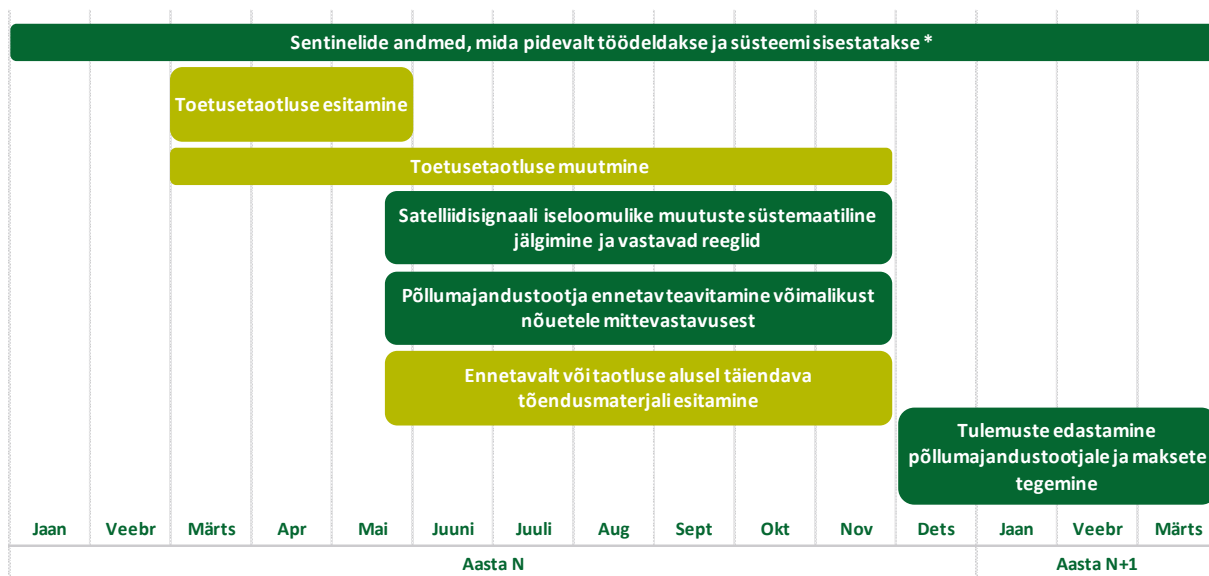 Sentinelide andmed, mida pidevalt töödeldakse ja süsteemi sisestatakse *
Toetusetaotluse esitamine
Toetusetaotluse muutmine
Satelliidisignaali iseloomulike muutuste süstemaatiline
jälgimine ja vastavad reeglid
Põllumajandustootja ennetav teavitamine võimalikust
nõuetele mittevastavusest
Ennetavalt või taotluse alusel täiendava
tõendusmaterjali esitamine
Tulemuste edastamine
põllumajandustootjale ja maksete
tegemine
Jaan Veebr Märts Apr Mai Juuni Juuli Aug Sept Okt Nov Dets Jaan Veebr Märts
Aasta N Aasta N+1